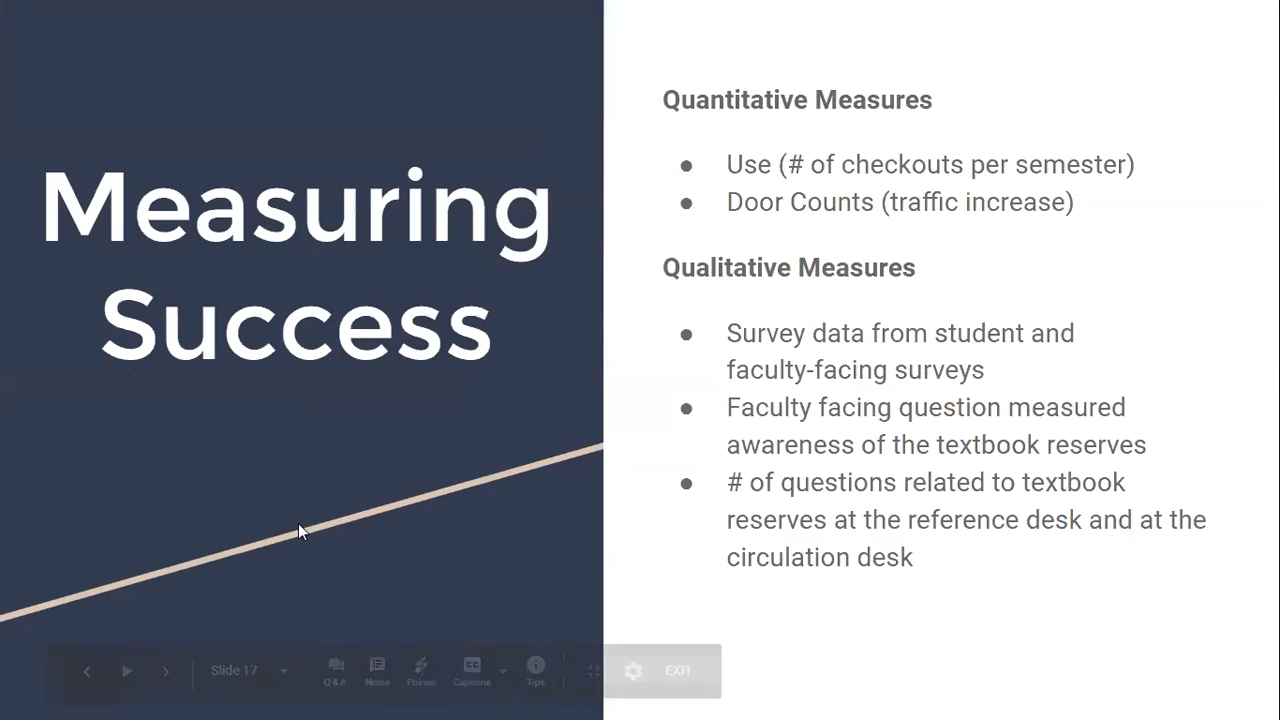 Measuring
Success
Quantitative Measures
● Use (# of checkouts per semester)
● Door Counts (traffic increase)
Qualitative Measures
● Survey data from student and
faculty-facing surveys
● Faculty facing question measured
awareness of the textbook reserves
● # of questions related to textbook
reserves at the reference desk and at the
circulation desk
Slide 17
Q & A
Notes
Pointer
Captions
Tips
EXIT